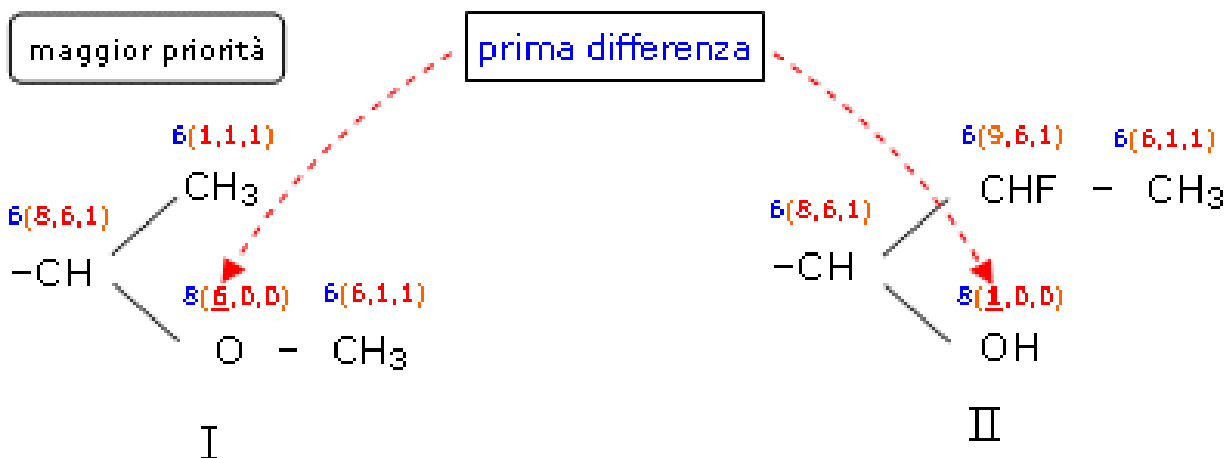 maggior priorità
prima differenza
6(1,1,1)
CH3
6(8,6,1)
–CH
8(6,0,0) 6(6,1,1)
O – CH3
I
6(9,6,1) 6(6,1,1)
CHF – CH3
6(8,6,1)
–CH
8(1,0,0)
OH
II